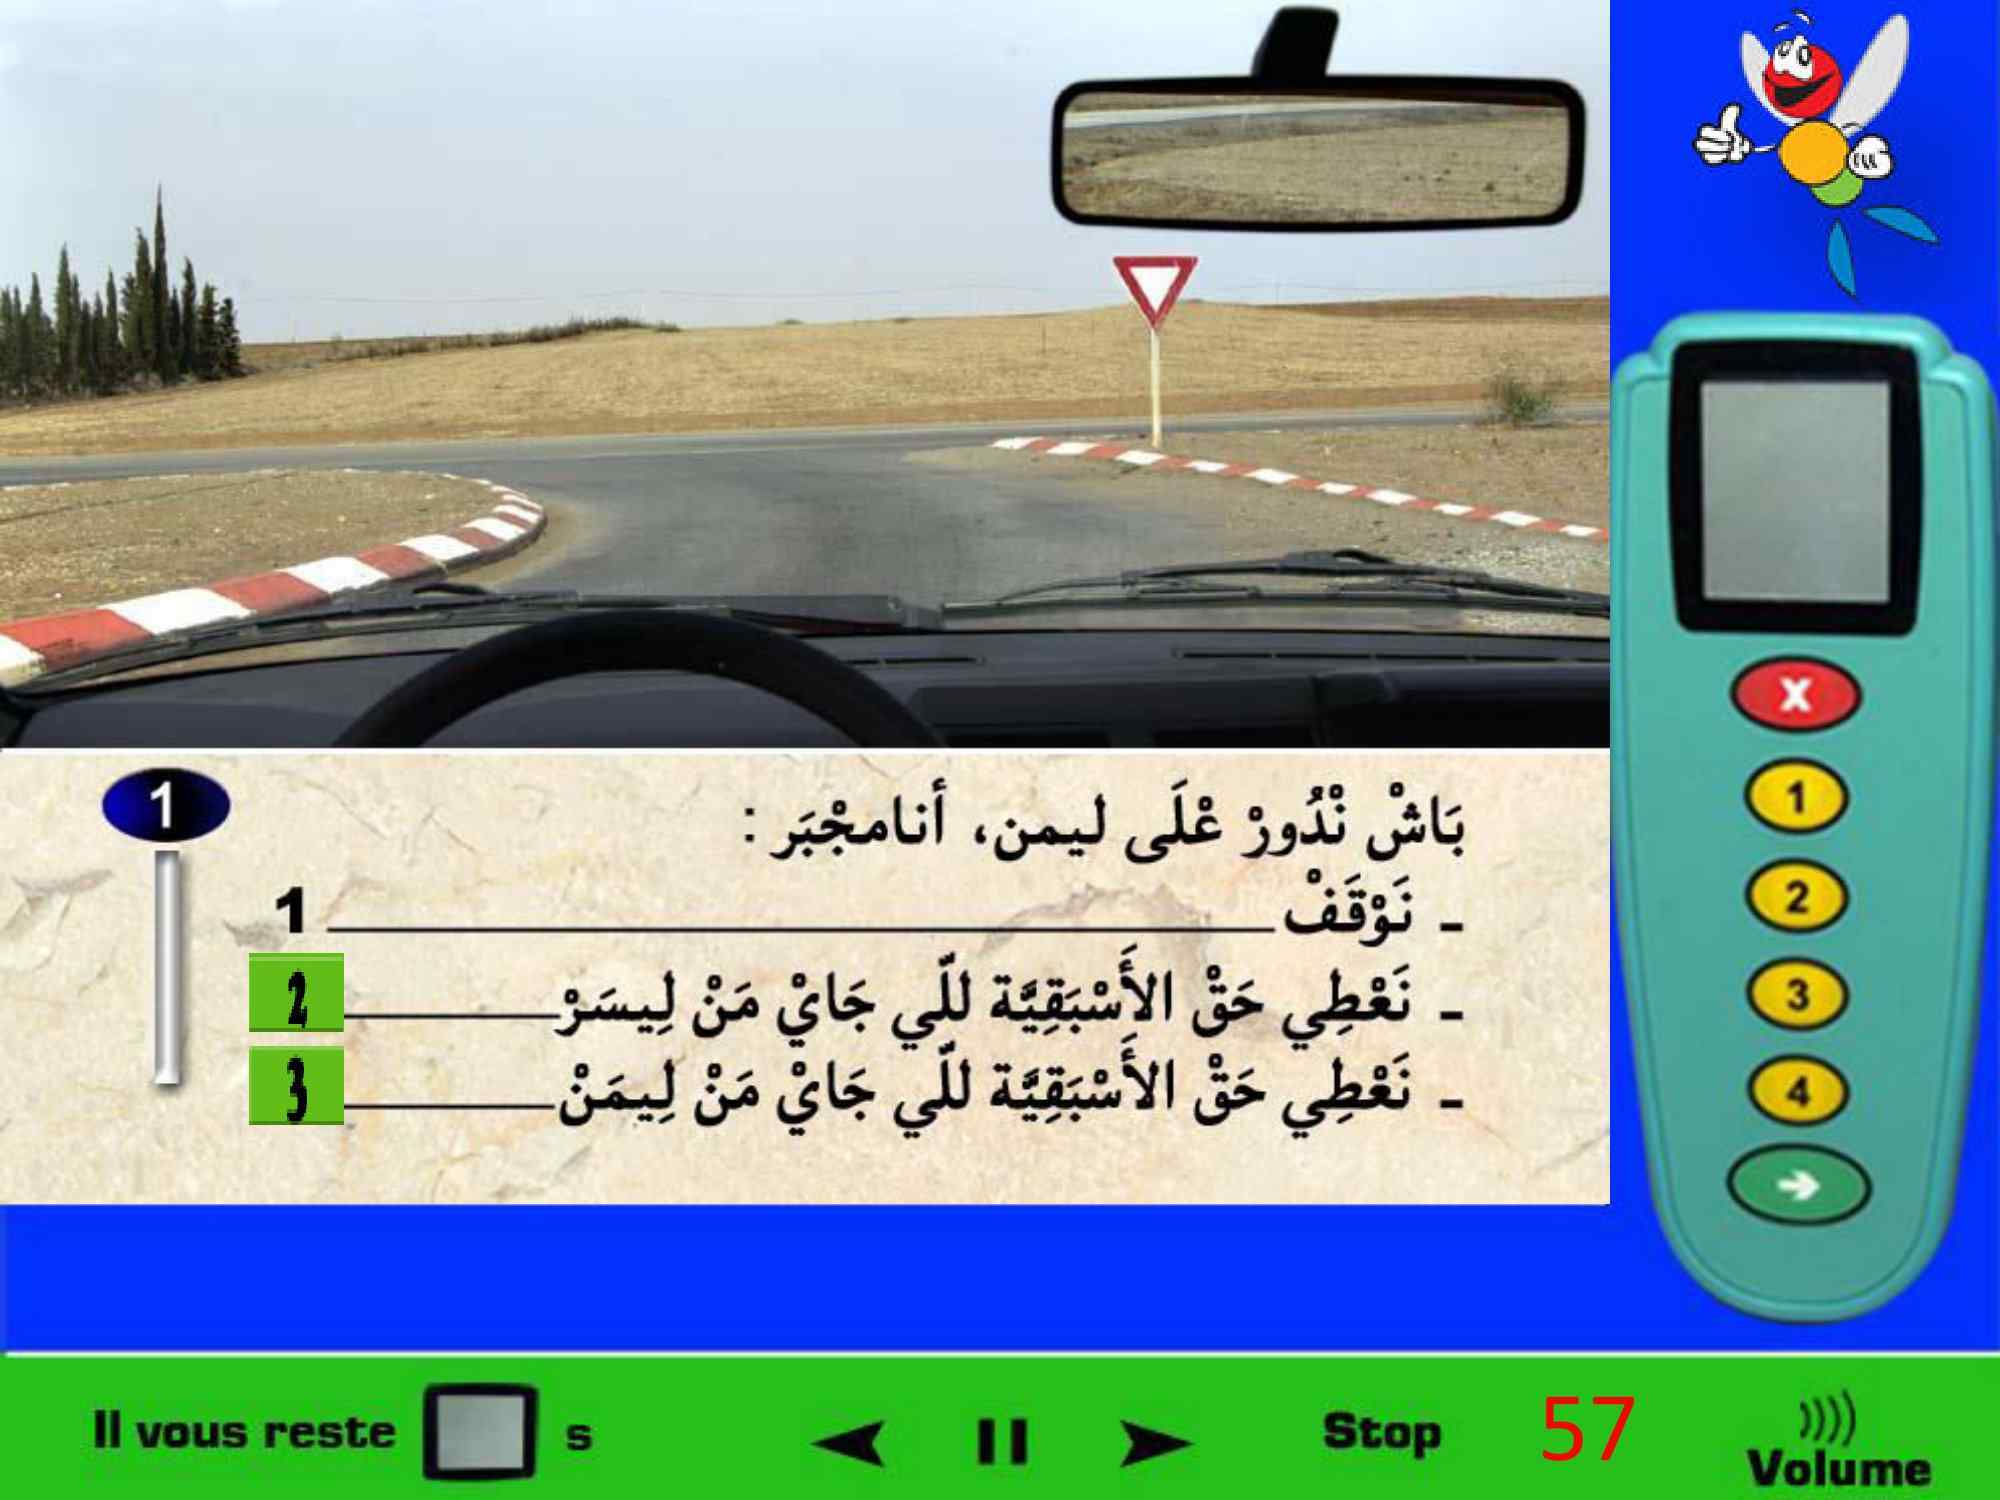 1
بَاشْ نْدُورْ عْلَى ليمن، أنامجْبَر :
- نَوْقَفْ 1
- نَعْطِي حَقْ الأَسْبَقِيَّة للّي جَايْ مَنْ لِيسَرْ 2
- نَعْطِي حَقْ الأَسْبَقِيَّة للّي جَايْ مَنْ لِيمَنْ 3
X
1
2
3
4
Il vous reste s
Stop
57
Volume